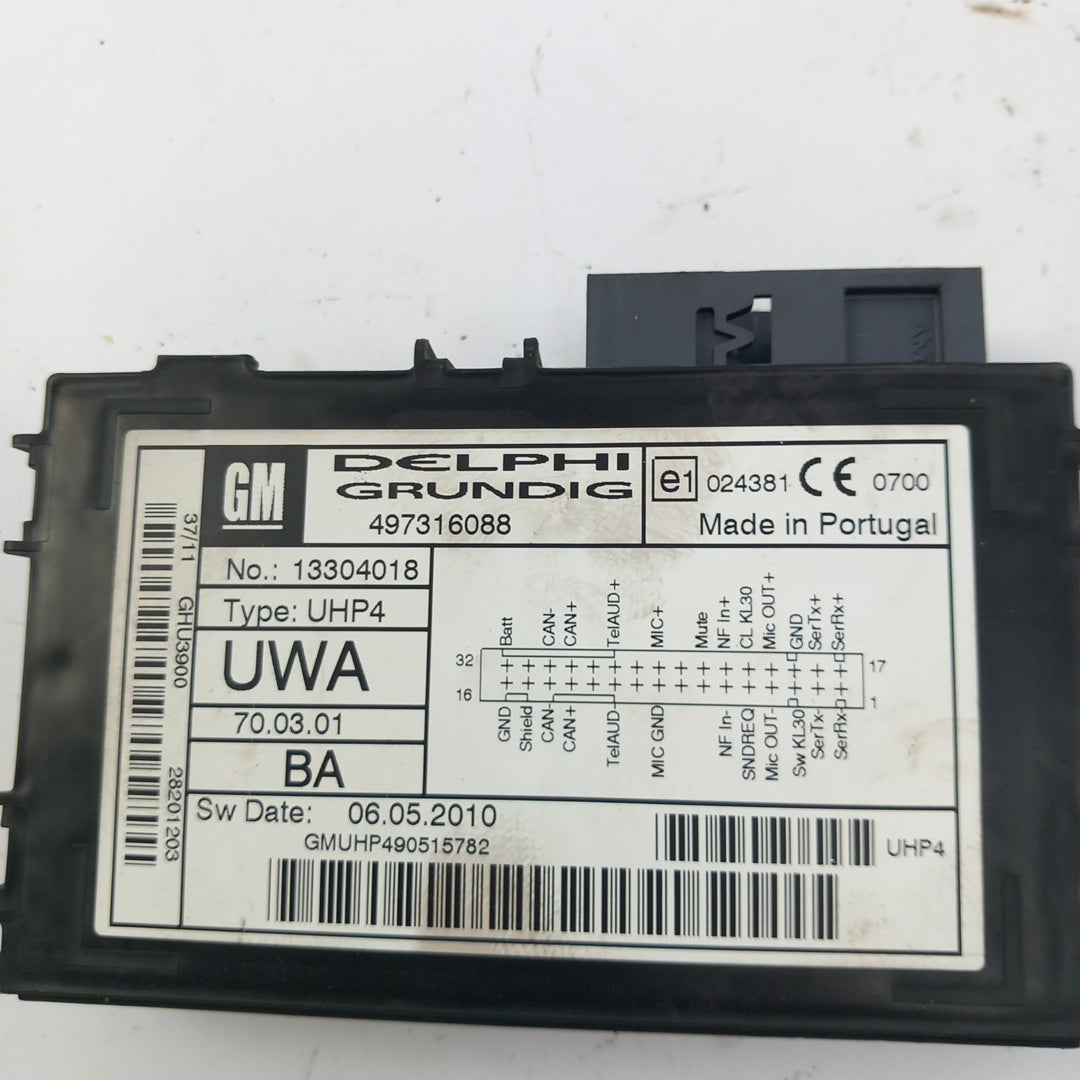 GM
DELPHI
GRUNDIG
497316088
e1 024381 CE 0700
Made in Portugal
No.: 13304018
Type: UHP4
UWA
70.03.01
BA
37/11 GHU3900 28201203
Batt CAN- CAN+ TelAUD+ MIC+ Mute NF In+ CL KL30 Mic OUT+ GND SerTx+ SerRx+
32 17
16 1
GND Shield CAN- CAN+ TelAUD- MIC GND NF In- SNDREQ Mic OUT- Sw KL30 SerTx- SerRx-
Sw Date: 06.05.2010
GMUHP490515782
UHP4